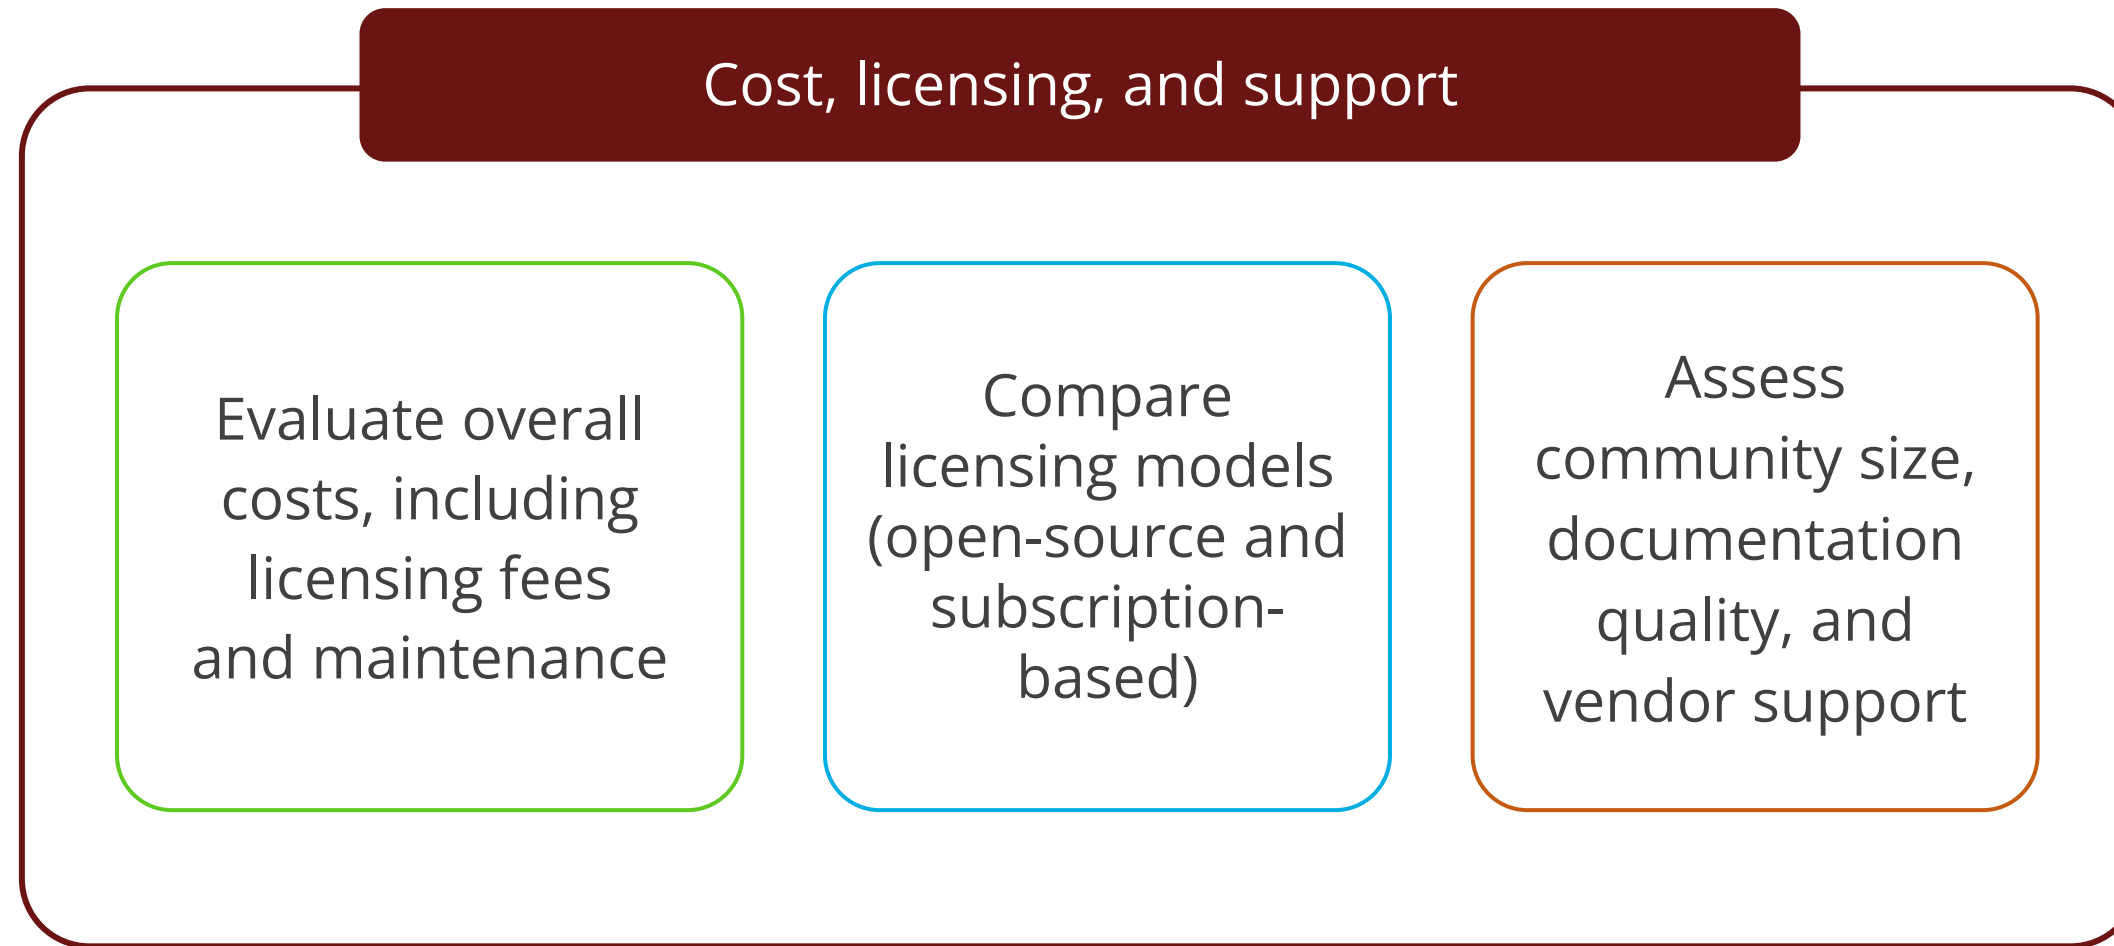 Cost, licensing, and support
Evaluate overall
costs, including
licensing fees
and maintenance
Compare
licensing models
(open-source and
subscription-
based)
Assess
community size,
documentation
quality, and
vendor support